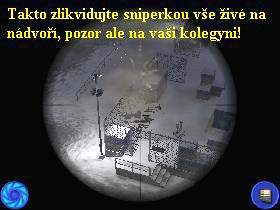 Takto zlikvidujte sniperkou vše živé na
nádvoří, pozor ale na vaši kolegyni!